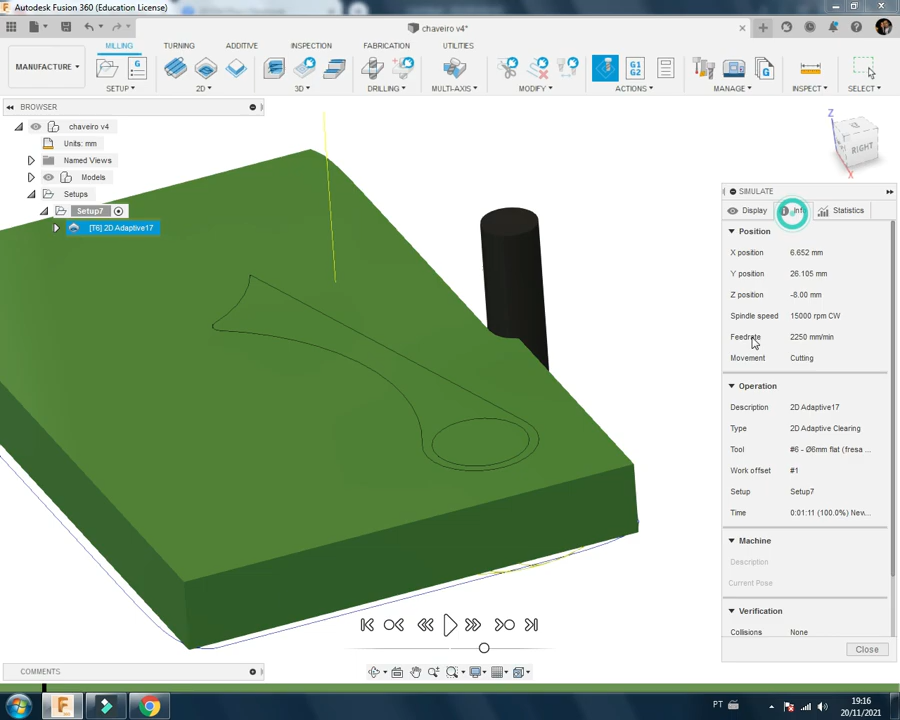 Autodesk Fusion 360 (Education License)
chaveiro v4*
MANUFACTURE
MILLING TURNING ADDITIVE INSPECTION FABRICATION UTILITIES
G G1 G2 G
SETUP 2D 3D DRILLING MULTI-AXIS MODIFY ACTIONS MANAGE INSPECT SELECT
BROWSER
chaveiro v4
Units: mm
Named Views
Models
Setups
Setup7
[T6] 2D Adaptive17
Z
RIGHT
X
SIMULATE
Display Info Statistics
Position
X position 6.652 mm
Y position 26.105 mm
Z position -8.00 mm
Spindle speed 15000 rpm CW
Feedrate 2250 mm/min
Movement Cutting
Operation
Description 2D Adaptive17
Type 2D Adaptive Clearing
Tool #6 - Ø6mm flat (fresa ...
Work offset #1
Setup Setup7
Time 0:01:11 (100.0%) Nev...
Machine
Description
Current Pose
Verification
Collisions None
Close
COMMENTS
PT
19:16
20/11/2021